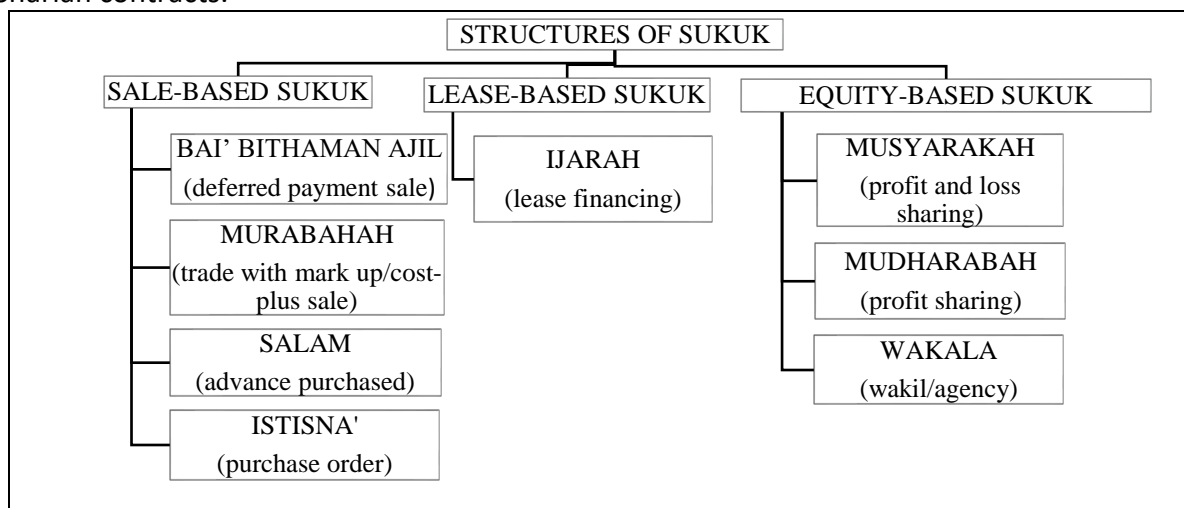 STRUCTURES OF SUKUK
SALE-BASED SUKUK
BAI' BITHAMAN AJIL
(deferred payment sale)
MURABAHAH
(trade with mark up/cost-
plus sale)
SALAM
(advance purchased)
ISTISNA'
(purchase order)
LEASE-BASED SUKUK
IJARAH
(lease financing)
EQUITY-BASED SUKUK
MUSYARAKAH
(profit and loss
sharing)
MUDHARABAH
(profit sharing)
WAKALA
(wakil/agency)